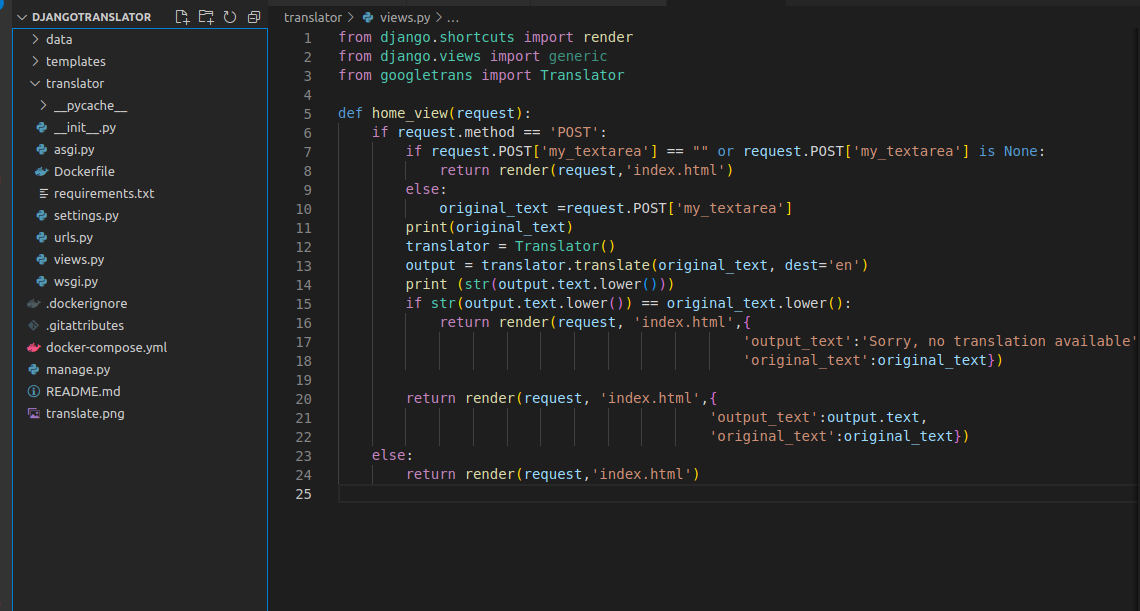 DJANGOTRANSLATOR
data
templates
translator
__pycache__
__init__.py
asgi.py
Dockerfile
requirements.txt
settings.py
urls.py
views.py
wsgi.py
.dockerignore
.gitattributes
docker-compose.yml
manage.py
README.md
translate.png
translator > views.py > ...
1 from django.shortcuts import render
2 from django.views import generic
3 from googletrans import Translator
4
5 def home_view(request):
6     if request.method == 'POST':
7         if request.POST['my_textarea'] == "" or request.POST['my_textarea'] is None:
8             return render(request,'index.html')
9         else:
10             original_text =request.POST['my_textarea']
11         print(original_text)
12         translator = Translator()
13         output = translator.translate(original_text, dest='en')
14         print (str(output.text.lower()))
15         if str(output.text.lower()) == original_text.lower():
16             return render(request, 'index.html',{
17                                                 'output_text':'Sorry, no translation available'
18                                                 'original_text':original_text})
19
20         return render(request, 'index.html',{
21                                             'output_text':output.text,
22                                             'original_text':original_text})
23     else:
24         return render(request,'index.html')
25